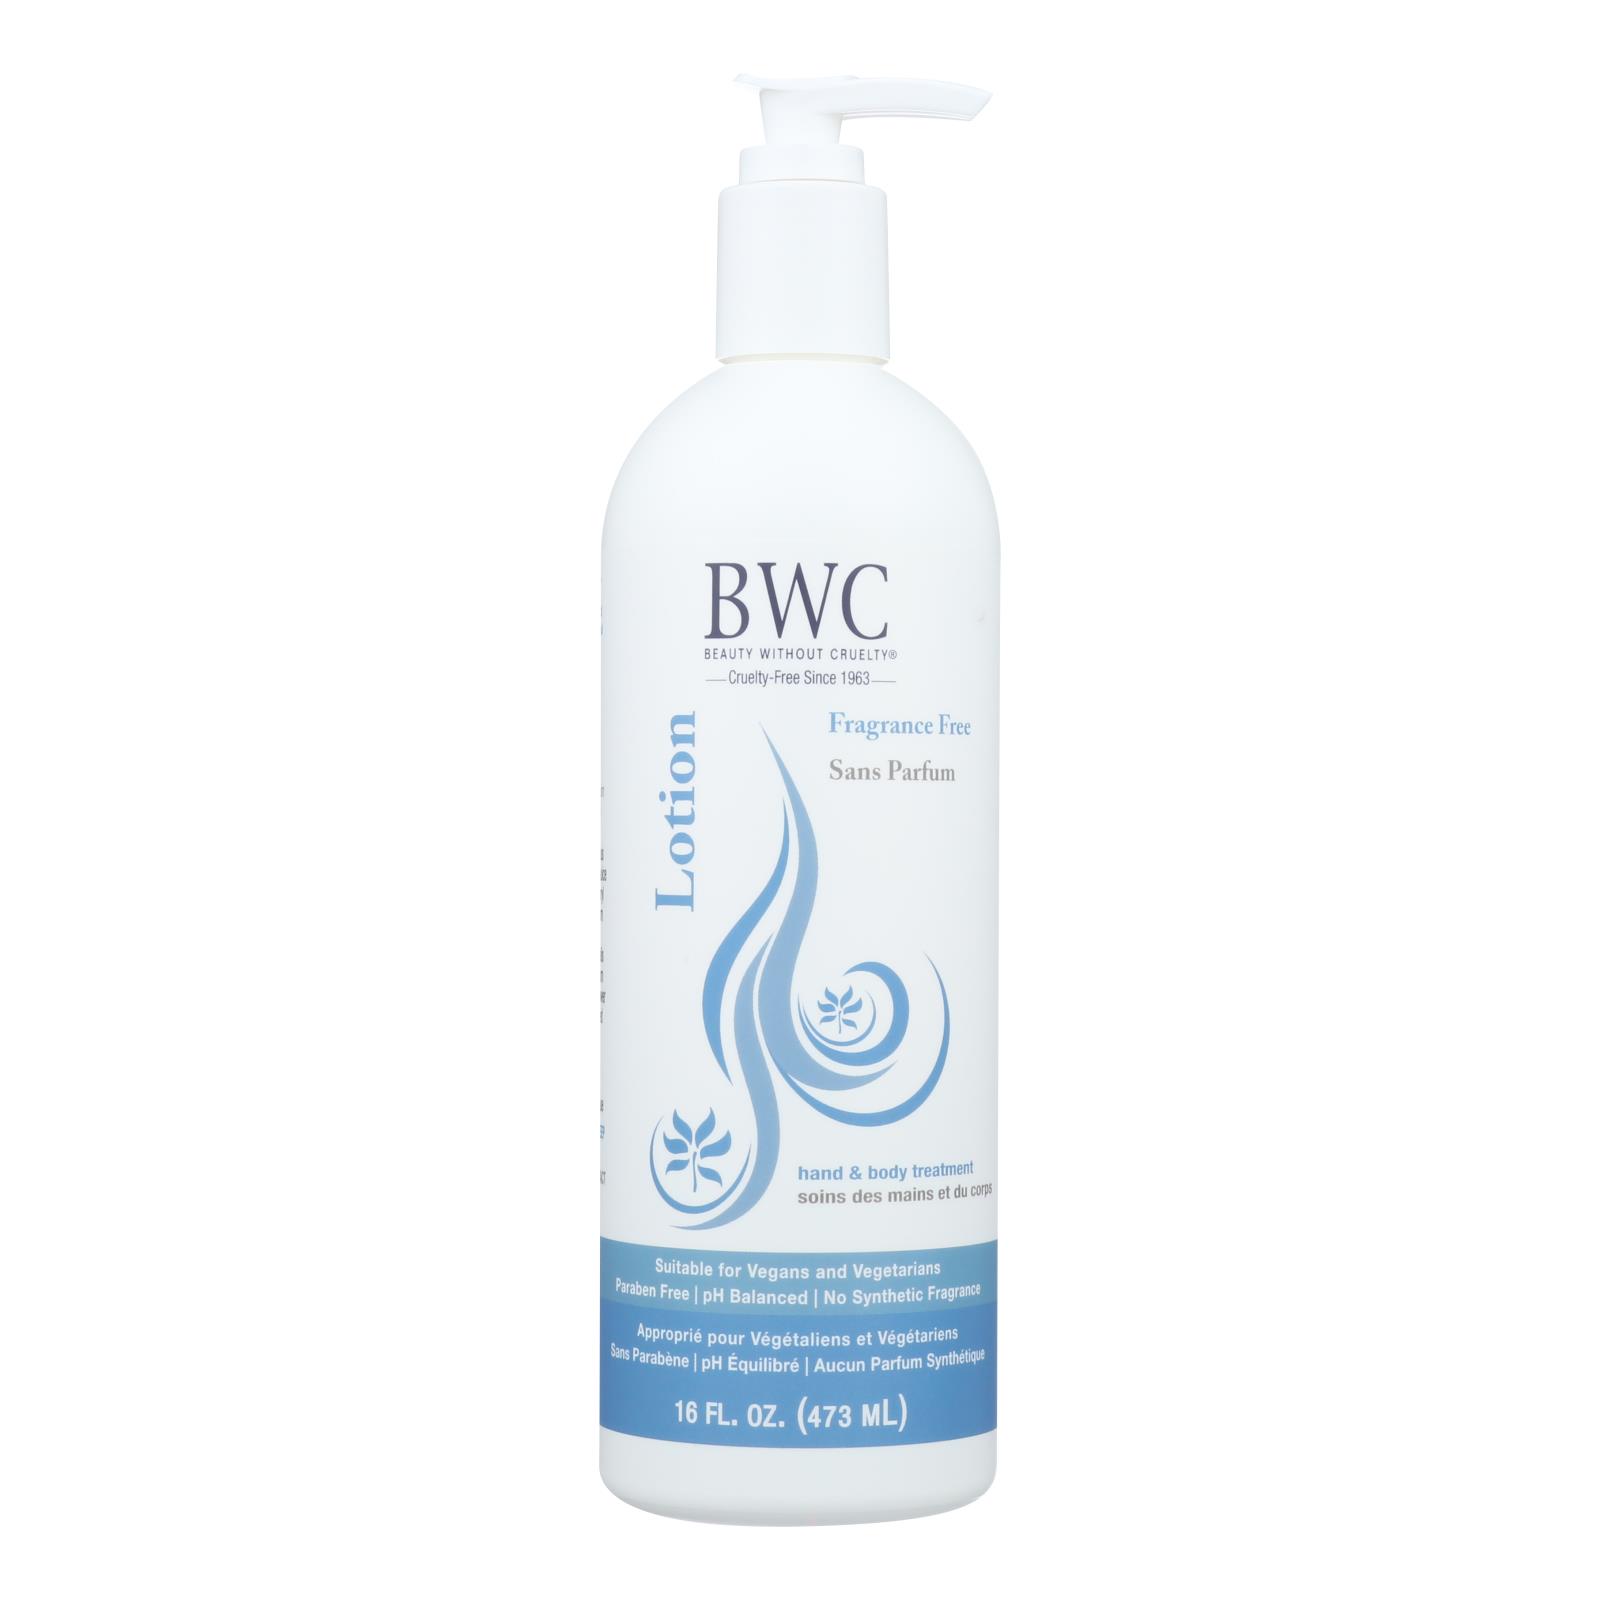 BWC
BEAUTY WITHOUT CRUELTY®
Cruelty-Free Since 1963
Lotion
Fragrance Free
Sans Parfum
hand & body treatment
soins des mains et du corps
Suitable for Vegans and Vegetarians
Paraben Free | pH Balanced | No Synthetic Fragrance
Approprié pour Végétaliens et Végétariens
Sans Parabène | pH Équilibré | Aucun Parfum Synthétique
16 FL. OZ. (473 ML)